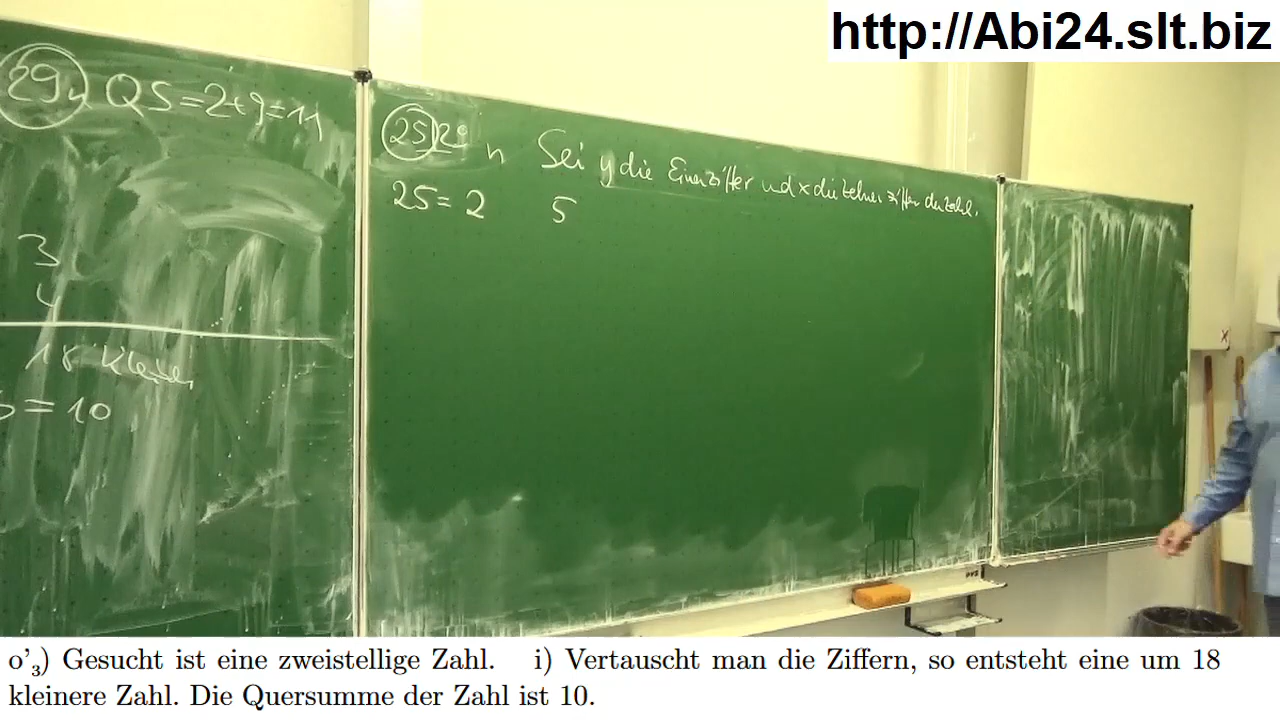 http://Abi24.slt.biz
29 QS=2+9=11
3
4
18 kleiner
=10
25 n Sei y die Einerziffer und x die Zehnerziffer der Zahl.
25=2 5
o’₃) Gesucht ist eine zweistellige Zahl. i) Vertauscht man die Ziffern, so entsteht eine um 18
kleinere Zahl. Die Quersumme der Zahl ist 10.